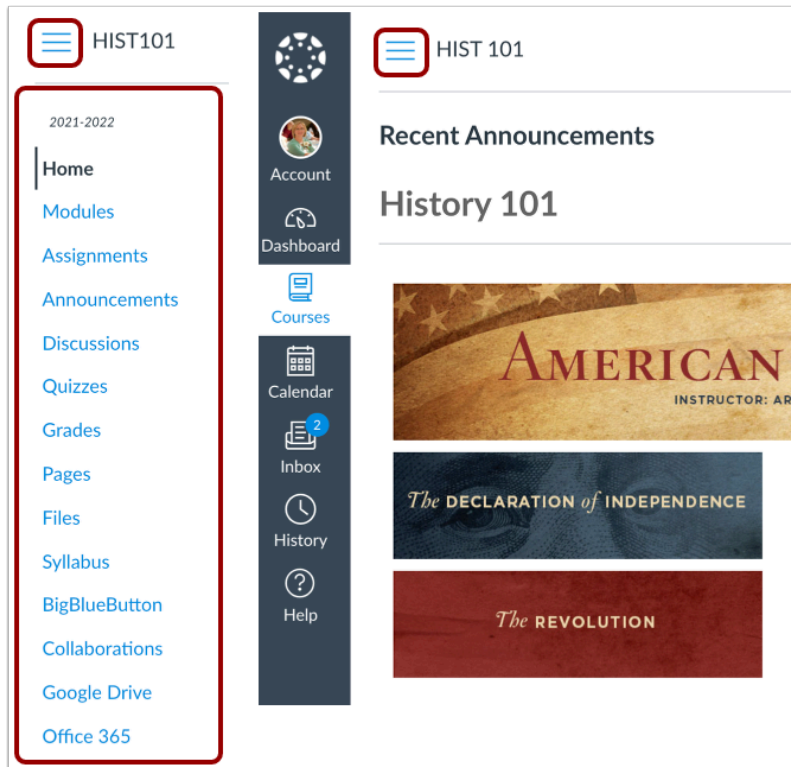 HIST101
2021-2022
Home
Modules
Assignments
Announcements
Discussions
Quizzes
Grades
Pages
Files
Syllabus
BigBlueButton
Collaborations
Google Drive
Office 365
Account
Dashboard
Courses
Calendar
2
Inbox
History
Help
HIST 101
Recent Announcements
History 101
AMERICAN
INSTRUCTOR: AR
The DECLARATION of INDEPENDENCE
The REVOLUTION